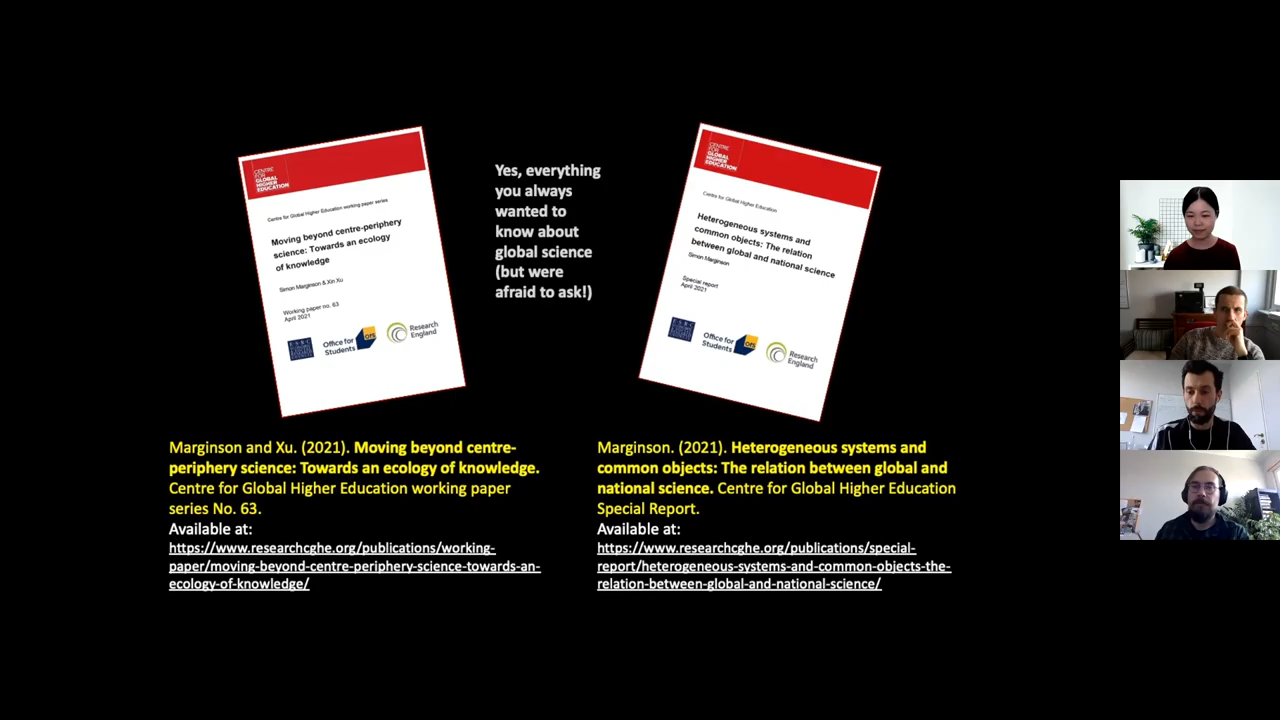 CENTRE
FOR
GLOBAL
HIGHER
EDUCATION
Centre for Global Higher Education working paper series
Moving beyond centre-periphery
science: Towards an ecology
of knowledge
Simon Marginson & Xin Xu
Working paper no. 63
April 2021
Office for
Students
OfS
Research
England
Yes, everything
you always
wanted to
know about
global science
(but were
afraid to ask!)
CENTRE
FOR
GLOBAL
HIGHER
EDUCATION
Centre for Global Higher Education
Heterogeneous systems and
common objects: The relation
between global and national science
Simon Marginson
Special report
April 2021
Office for
Students
OfS
Research
England
Marginson and Xu. (2021). Moving beyond centre-
periphery science: Towards an ecology of knowledge.
Centre for Global Higher Education working paper
series No. 63.
Available at:
https://www.researchcghe.org/publications/working-
paper/moving-beyond-centre-periphery-science-towards-an-
ecology-of-knowledge/
Marginson. (2021). Heterogeneous systems and
common objects: The relation between global and
national science. Centre for Global Higher Education
Special Report.
Available at:
https://www.researchcghe.org/publications/special-
report/heterogeneous-systems-and-common-objects-the-
relation-between-global-and-national-science/